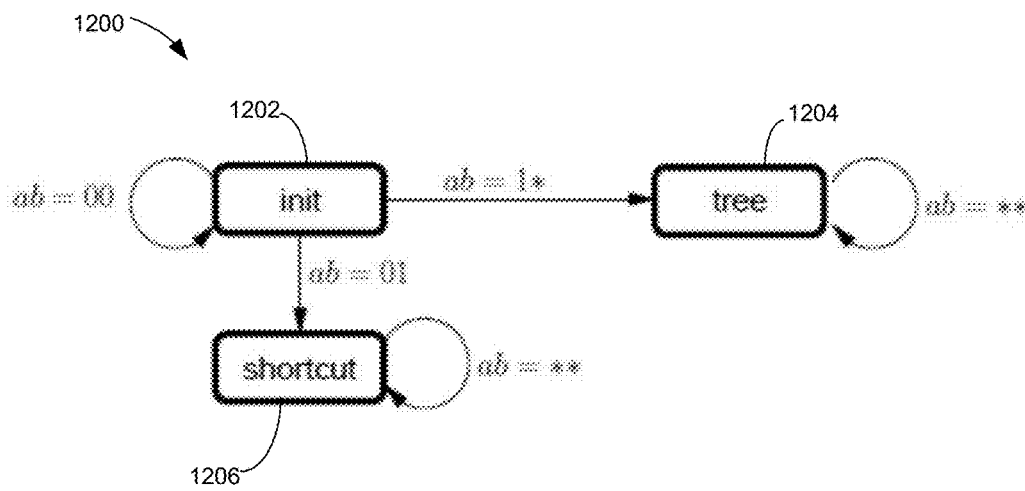 1200
1202
1204
ab = 00
init
ab = 1*
tree
ab = **
ab = 01
shortcut
ab = **
1206